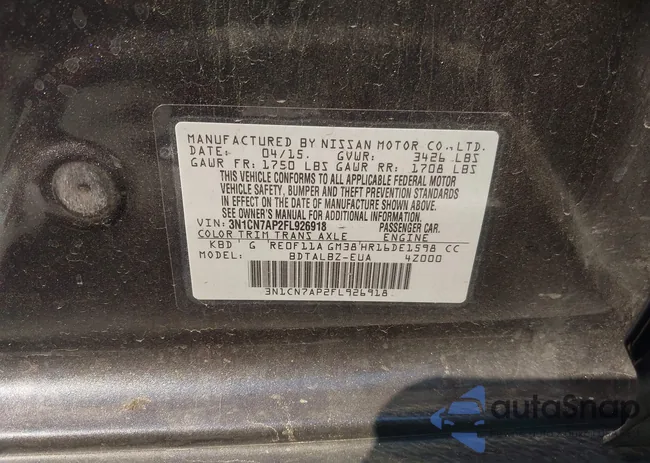 MANUFACTURED BY NISSAN MOTOR CO.,LTD.
DATE: 04/15. GVWR: 3426 LBS
GAWR FR: 1750 LBS GAWR RR: 1708 LBS
THIS VEHICLE CONFORMS TO ALL APPLICABLE FEDERAL MOTOR
VEHICLE SAFETY, BUMPER AND THEFT PREVENTION STANDARDS
IN EFFECT ON THE DATE OF MANUFACTURE SHOWN ABOVE.
SEE OWNER'S MANUAL FOR ADDITIONAL INFORMATION.
VIN: 3N1CN7AP2FL926918 PASSENGER CAR.
COLOR TRIM TRANS AXLE ENGINE
KBD G RE0F11A GM38 HR16DE1598 CC
MODEL: BDTALBZ-EUA 4Z000
3N1CN7AP2FL926918
autoSnap